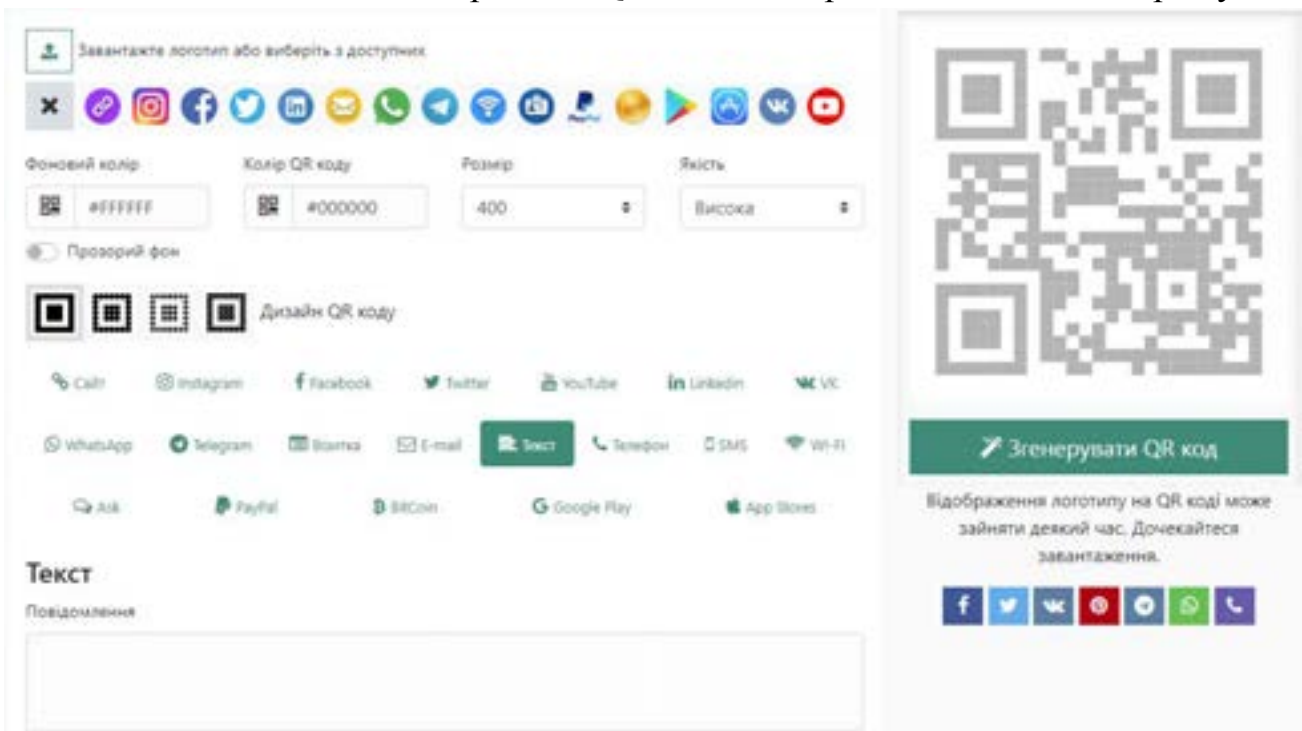 Завантажте логотип або виберіть з доступних
Фоновий колір
Колір QR коду
Розмір
Якість
#FFFFFF
#000000
400
Висока
Прозорий фон
Дизайн QR коду
Сайт
Instagram
Facebook
Twitter
YouTube
Linkedin
VK
WhatsApp
Telegram
Візитка
E-mail
Текст
Телефон
SMS
Wi-Fi
Ask
PayPal
BitCoin
Google Play
App Stores
Текст
Повідомлення
Згенерувати QR код
Відображення логотипу на QR коді може
зайняти деякий час. Дочекайтеся
завантаження.